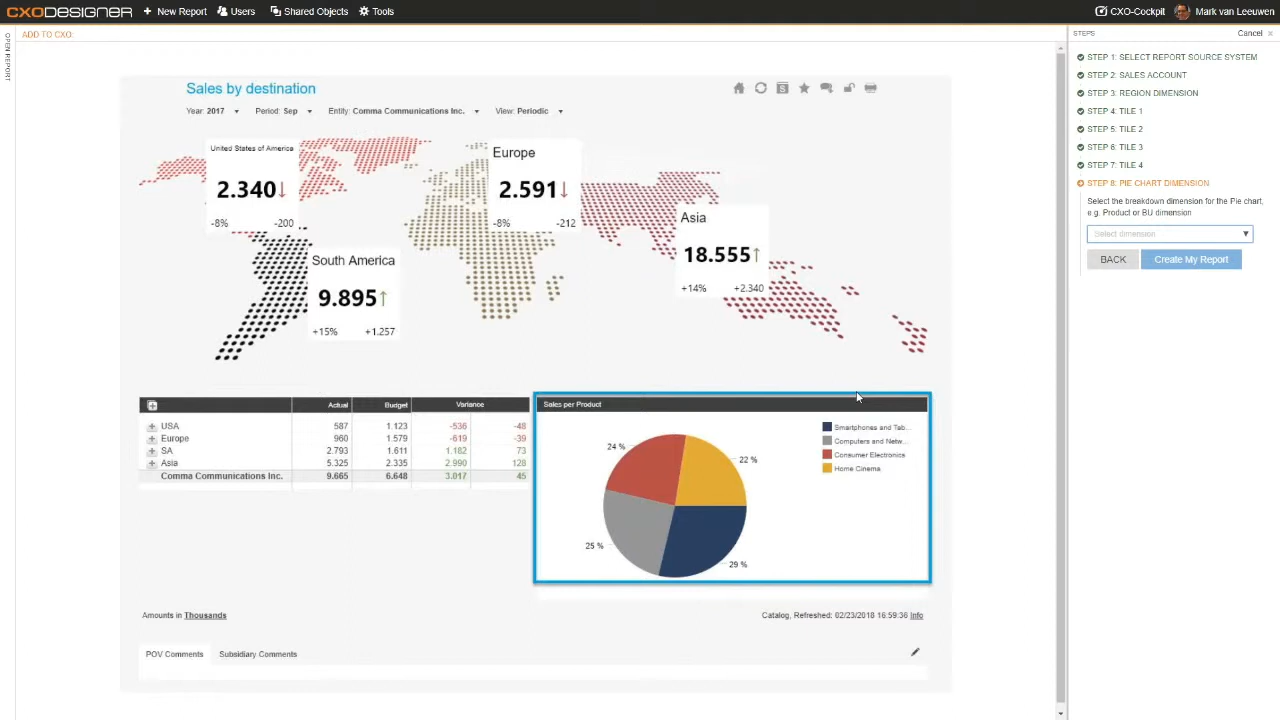 CXODESIGNER New Report Users Shared Objects Tools CXO-Cockpit Mark van Leeuwen
OPEN REPORT
ADD TO CXO:
Sales by destination
Year: 2017 Period: Sep Entity: Comma Communications Inc. View: Periodic
United States of America
2.340↓
-8% -200
Europe
2.591↓
-8% -212
Asia
18.555↑
+14% +2.340
South America
9.895↑
+15% +1.257
Actual Budget Variance
USA 587 1.123 -536 -48
Europe 960 1.579 -619 -39
SA 2.793 1.611 1.182 73
Asia 5.325 2.335 2.990 128
Comma Communications Inc. 9.665 6.648 3.017 45
Sales per Product
24 %
22 %
25 %
29 %
Smartphones and Tab...
Computers and Netw...
Consumer Electronics
Home Cinema
Amounts in Thousands
Catalog, Refreshed: 02/23/2018 16:59:36 Info
POV Comments Subsidiary Comments
STEPS Cancel ×
STEP 1: SELECT REPORT SOURCE SYSTEM
STEP 2: SALES ACCOUNT
STEP 3: REGION DIMENSION
STEP 4: TILE 1
STEP 5: TILE 2
STEP 6: TILE 3
STEP 7: TILE 4
STEP 8: PIE CHART DIMENSION
Select the breakdown dimension for the Pie chart,
e.g. Product or BU dimension
Select dimension
BACK Create My Report